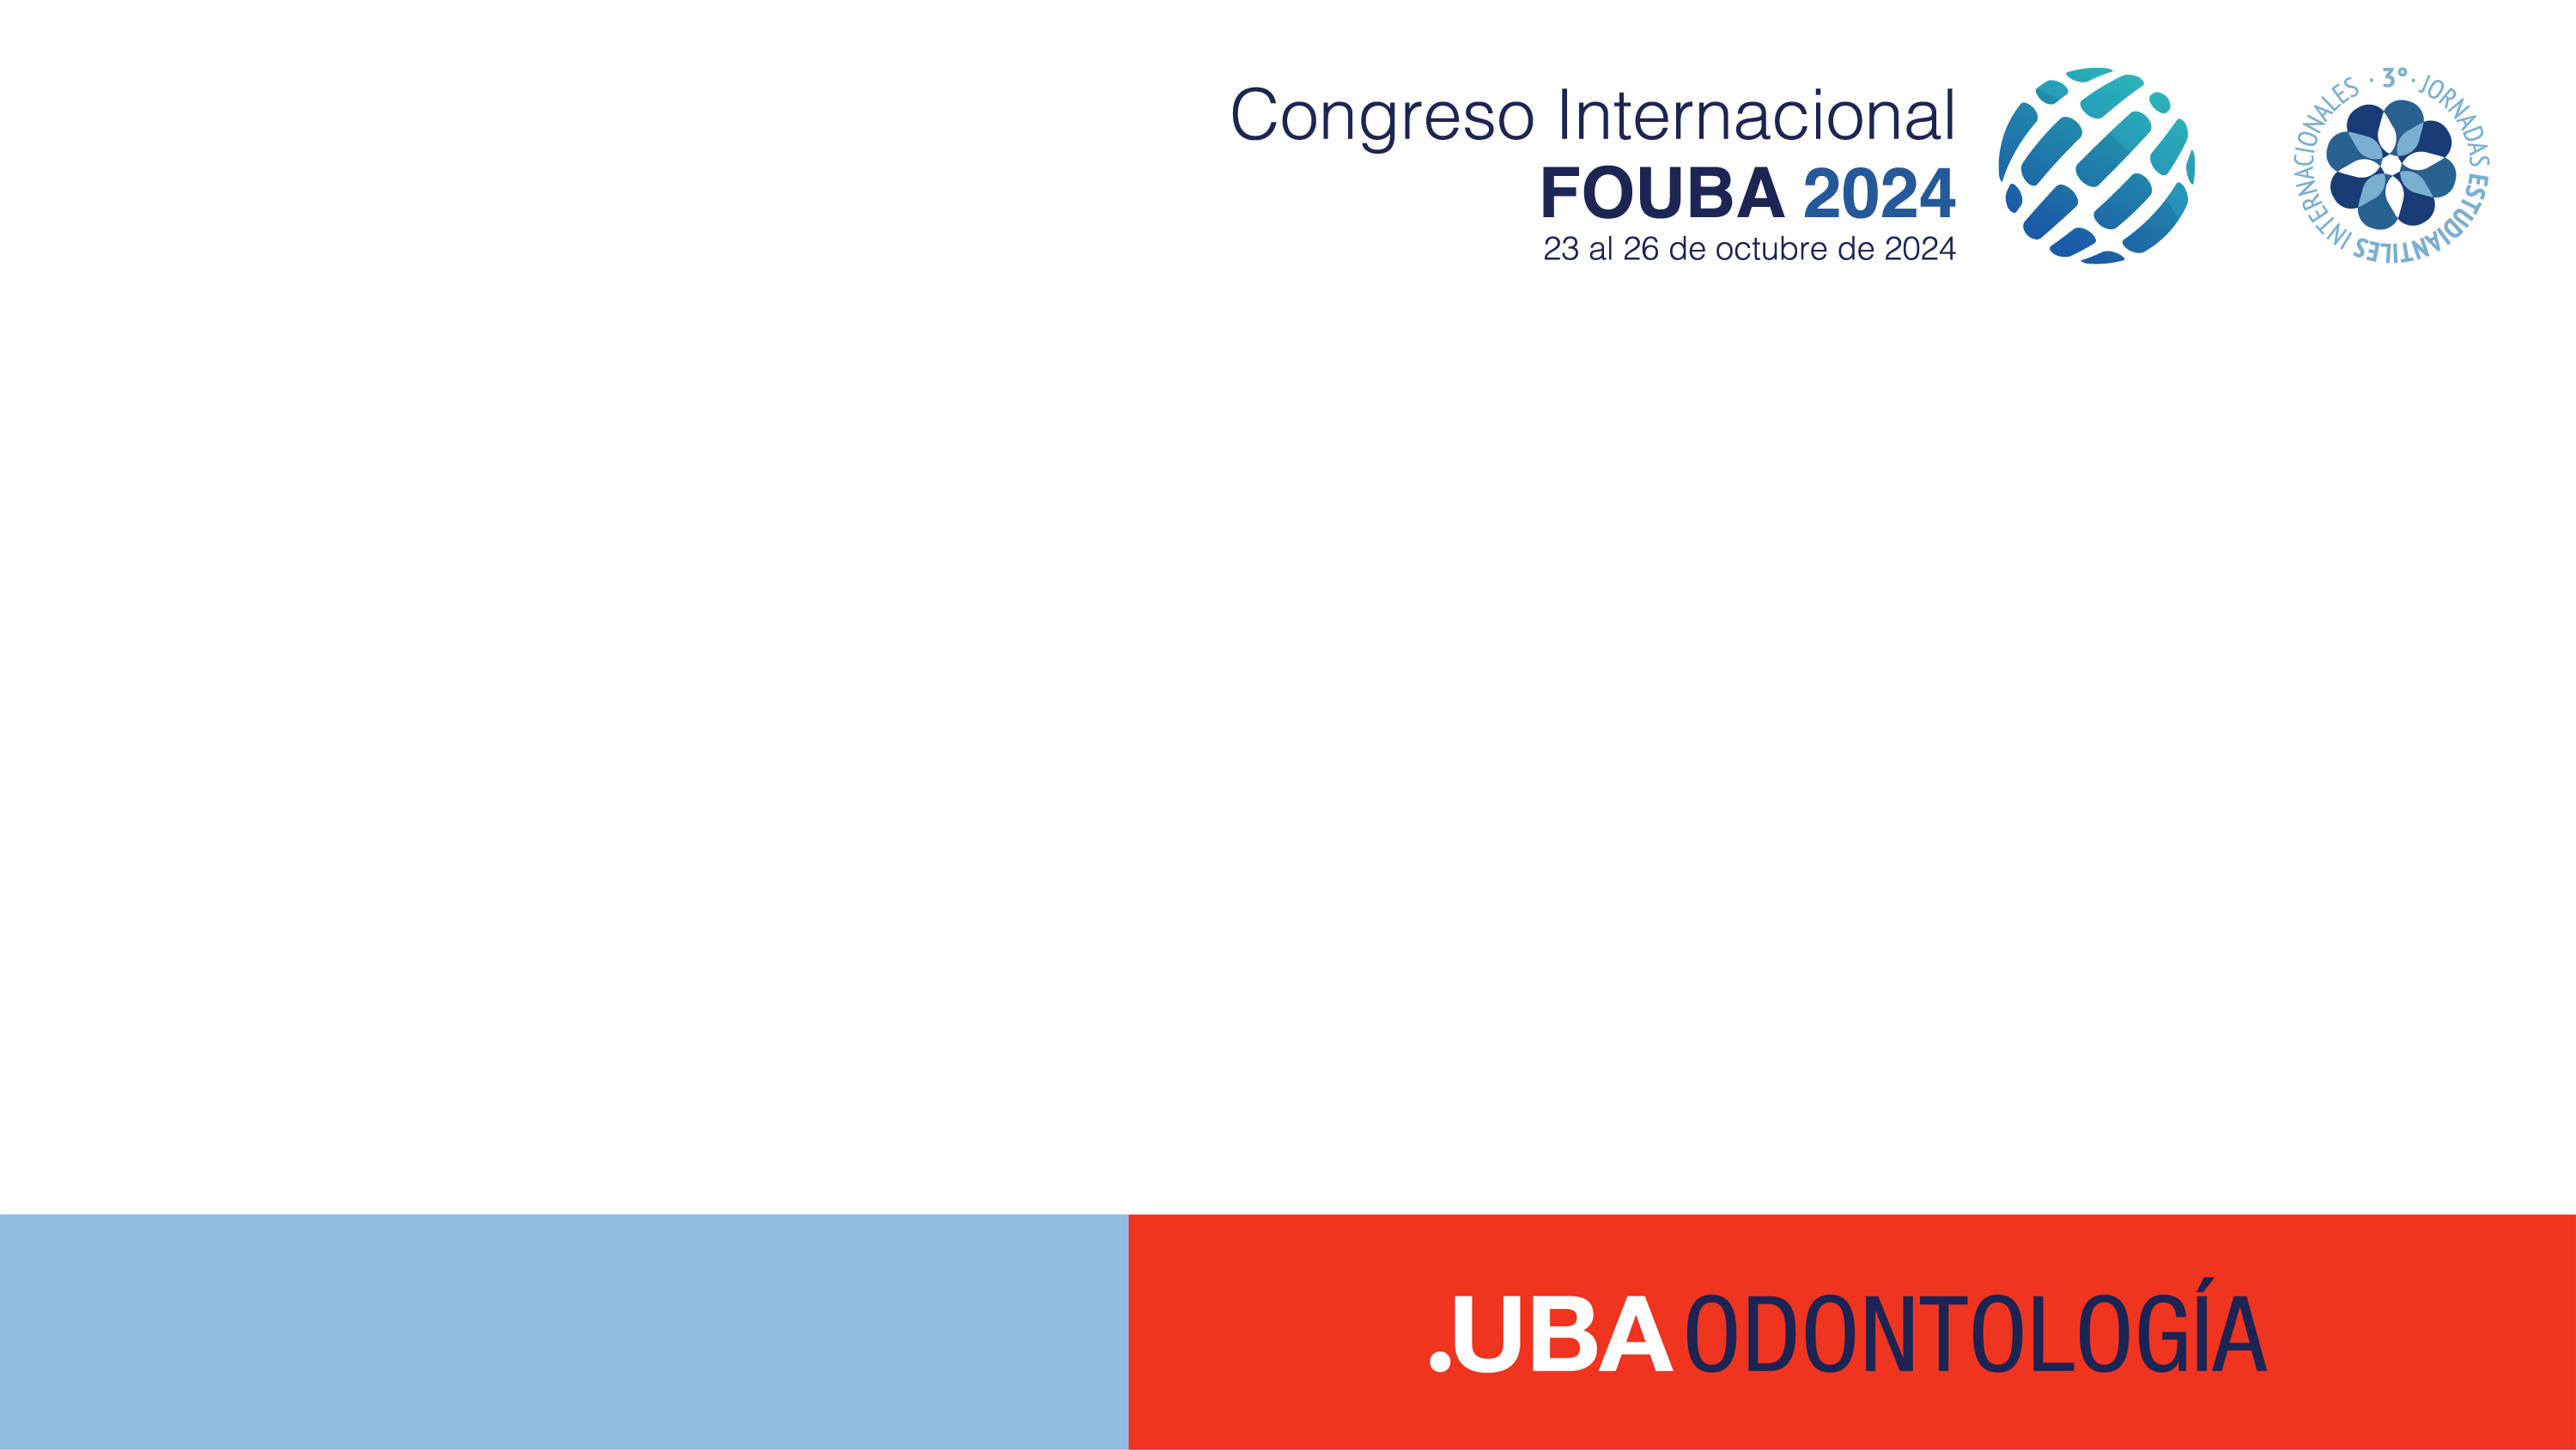 Congreso Internacional
FOUBA 2024
23 al 26 de octubre de 2024
· 3° · JORNADAS ESTUDIANTILES INTERNACIONALES
.UBA ODONTOLOGÍA